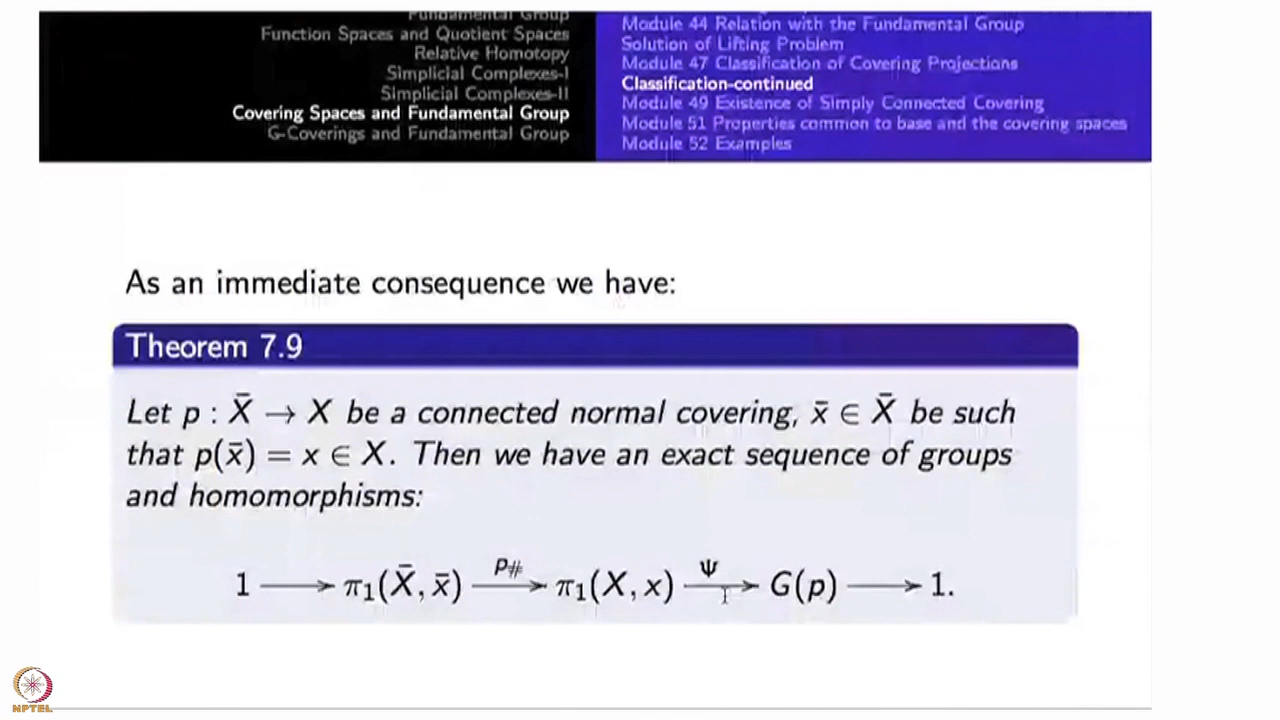 Fundamental Group
Function Spaces and Quotient Spaces
Relative Homotopy
Simplicial Complexes-I
Simplicial Complexes-II
Covering Spaces and Fundamental Group
G-Coverings and Fundamental Group
Module 44 Relation with the Fundamental Group
Solution of Lifting Problem
Module 47 Classification of Covering Projections
Classification-continued
Module 49 Existence of Simply Connected Covering
Module 51 Properties common to base and the covering spaces
Module 52 Examples
As an immediate consequence we have:
Theorem 7.9
Let p : X̄ → X be a connected normal covering, x̄ ∈ X̄ be such
that p(x̄) = x ∈ X. Then we have an exact sequence of groups
and homomorphisms:
1 ⟶ π₁(X̄, x̄) —p#→ π₁(X, x) —Ψ→ G(p) ⟶ 1.
NPTEL